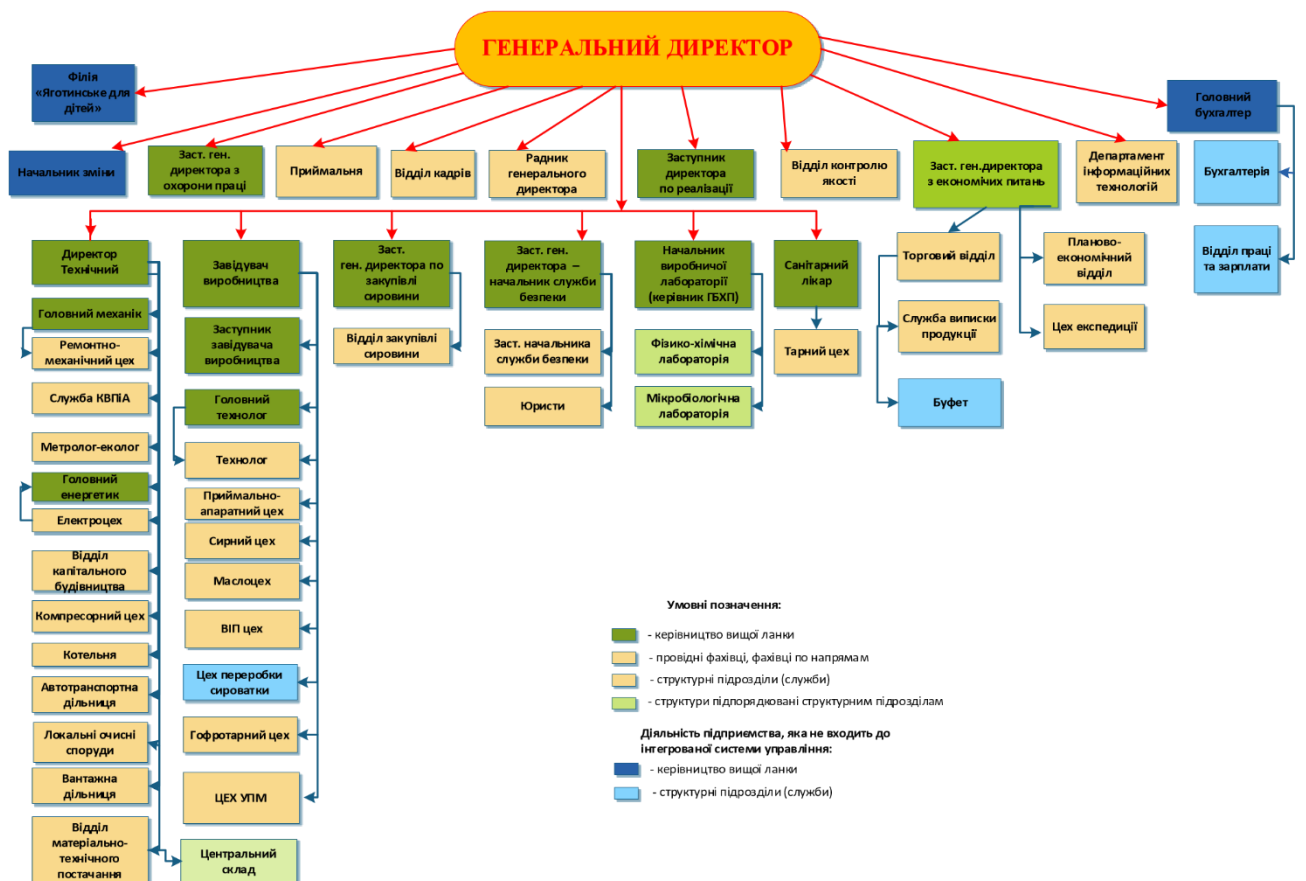 ГЕНЕРАЛЬНИЙ ДИРЕКТОР
Філія
«Яготинське для
дітей»
Головний
бухгалтер
Начальник зміни
Заст. ген.
директора з
охорони праці
Приймальня
Відділ кадрів
Радник
генерального
директора
Заступник
директора
по реалізації
Відділ контролю
якості
Заст. ген.директора
з економічих питань
Департамент
інформаційних
технологій
Бухгалтерія
Відділ праці
та зарплати
Директор
Технічний
Головний механік
Ремонтно-
механічний цех
Служба КВПіА
Метролог-еколог
Головний
енергетик
Електроцех
Відділ
капітального
будівництва
Компресорний цех
Котельня
Автотранспортна
дільниця
Локальні очисні
споруди
Вантажна
дільниця
Відділ
матеріально-
технічного
постачання
Завідувач
виробництва
Заступник
завідувача
виробництва
Головний
технолог
Технолог
Приймально-
апаратний цех
Сирний цех
Маслоцех
ВІП цех
Цех переробки
сироватки
Гофротарний цех
ЦЕХ УПМ
Центральний
склад
Заст.
ген. директора по
закупівлі
сировини
Відділ закупівлі
сировини
Заст. ген.
директора –
начальник служби
безпеки
Заст. начальника
служби безпеки
Юристи
Начальник
виробничої
лабораторії
(керівник ГБХП)
Фізико-хімічна
лабораторія
Мікробіологічна
лабораторія
Санітарний
лікар
Тарний цех
Торговий відділ
Служба виписки
продукції
Буфет
Планово-
економічний
відділ
Цех експедиції
Умовні позначення:
- керівництво вищої ланки
- провідні фахівці, фахівці по напрямам
- структурні підрозділи (служби)
- структури підпорядковані структурним підрозділам
Діяльність підприємства, яка не входить до
інтегрованої системи управління:
- керівництво вищої ланки
- структурні підрозділи (служби)